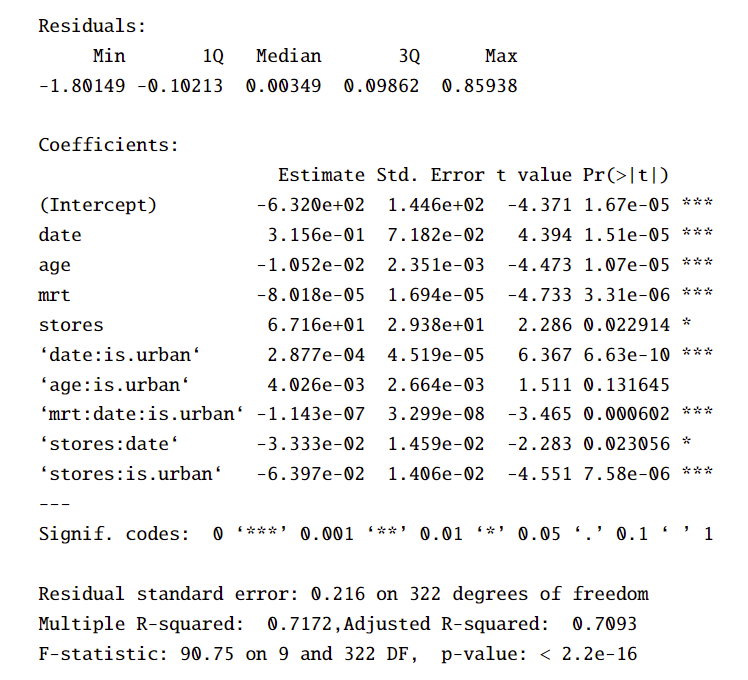 Residuals:
     Min       1Q   Median       3Q      Max
-1.80149 -0.10213  0.00349  0.09862  0.85938

Coefficients:
                     Estimate Std. Error t value Pr(>|t|)
(Intercept)        -6.320e+02  1.446e+02  -4.371 1.67e-05 ***
date                3.156e-01  7.182e-02   4.394 1.51e-05 ***
age                -1.052e-02  2.351e-03  -4.473 1.07e-05 ***
mrt                -8.018e-05  1.694e-05  -4.733 3.31e-06 ***
stores              6.716e+01  2.938e+01   2.286 0.022914 *
‘date:is.urban‘     2.877e-04  4.519e-05   6.367 6.63e-10 ***
‘age:is.urban‘      4.026e-03  2.664e-03   1.511 0.131645
‘mrt:date:is.urban‘ -1.143e-07  3.299e-08  -3.465 0.000602 ***
‘stores:date‘      -3.333e-02  1.459e-02  -2.283 0.023056 *
‘stores:is.urban‘  -6.397e-02  1.406e-02  -4.551 7.58e-06 ***
---
Signif. codes:  0 ‘***’ 0.001 ‘**’ 0.01 ‘*’ 0.05 ‘.’ 0.1 ‘ ’ 1

Residual standard error: 0.216 on 322 degrees of freedom
Multiple R-squared:  0.7172,Adjusted R-squared:  0.7093
F-statistic: 90.75 on 9 and 322 DF,  p-value: < 2.2e-16